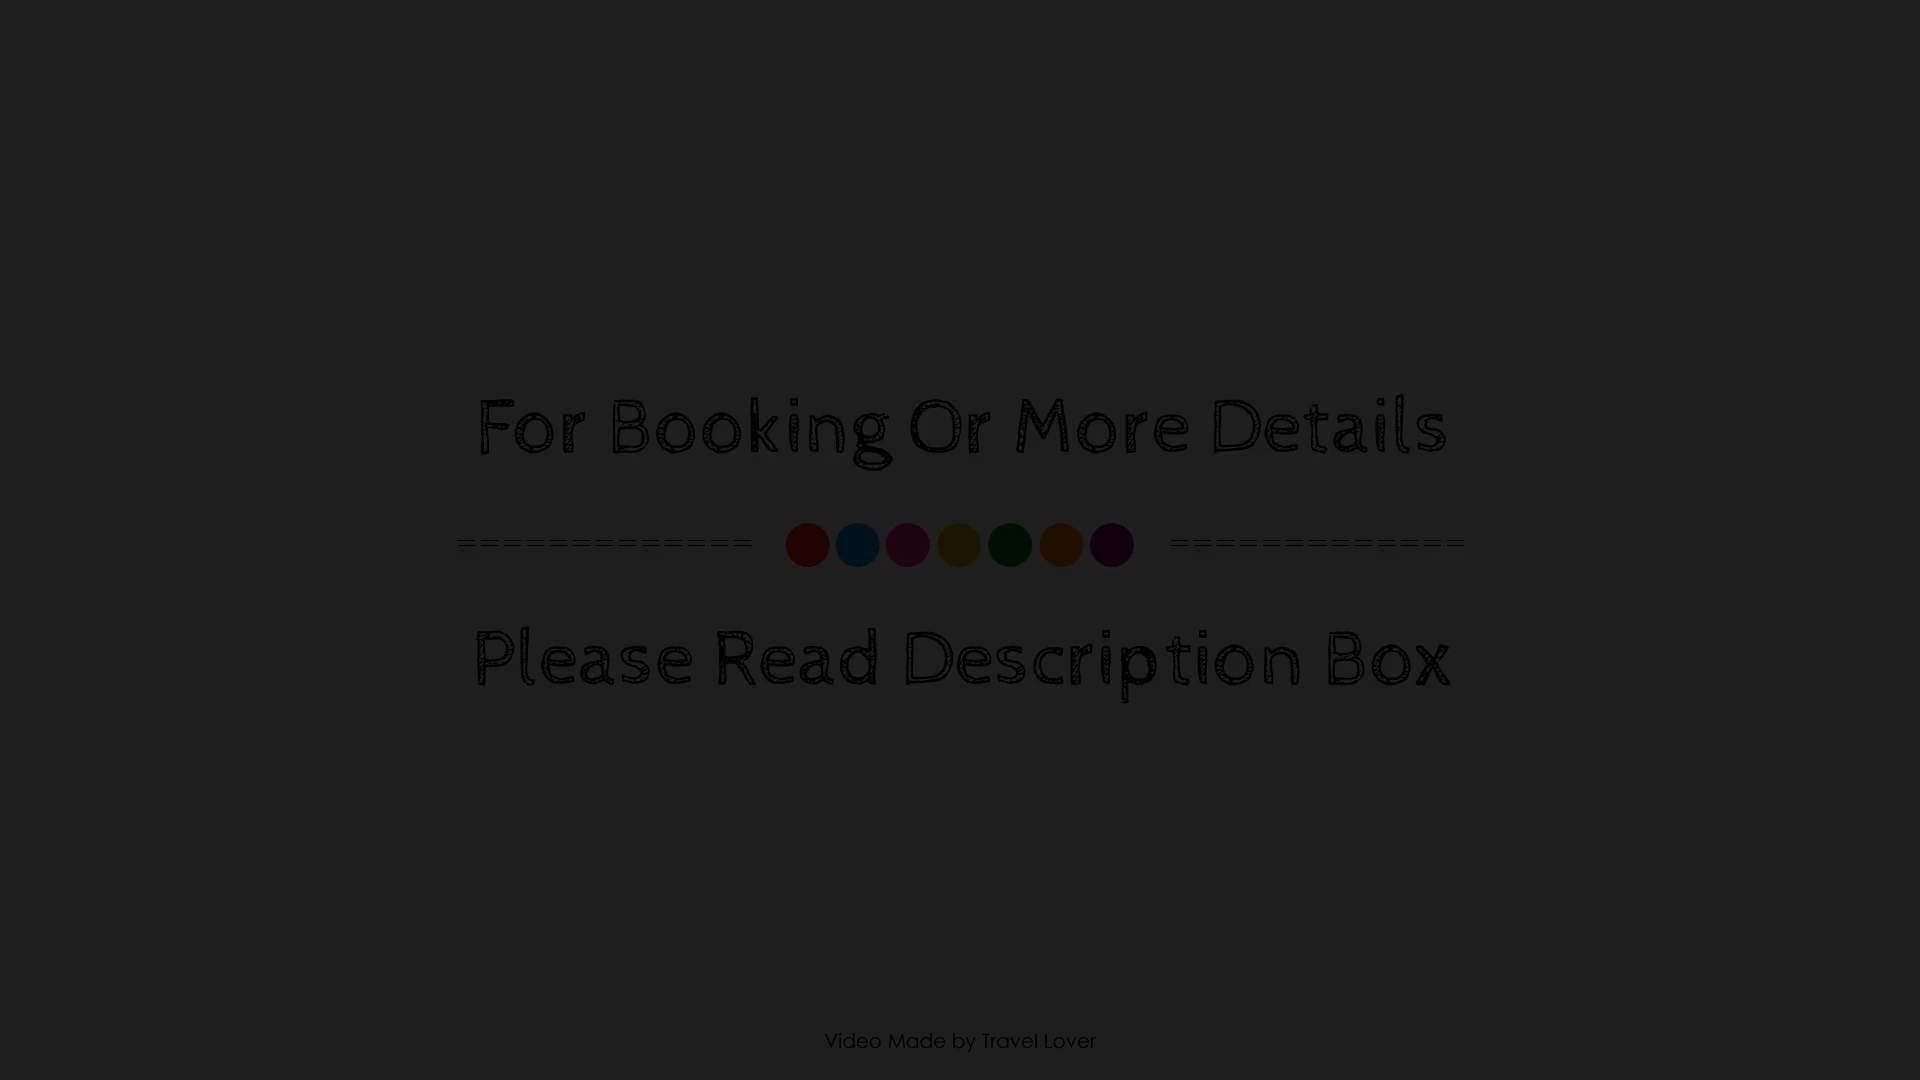 For Booking Or More Details
============= =============
Please Read Description Box
Video Made by Travel Lover